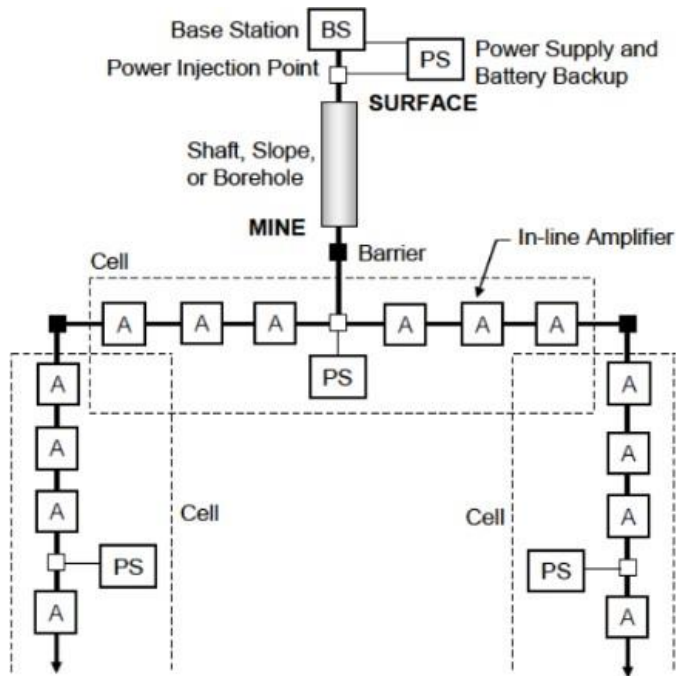 Base Station
BS
PS
Power Supply and
Battery Backup
Power Injection Point
SURFACE
Shaft, Slope,
or Borehole
MINE
Barrier
In-line Amplifier
Cell
A A A A A A
PS
A A
A A
Cell
Cell
A A
PS
PS
A A